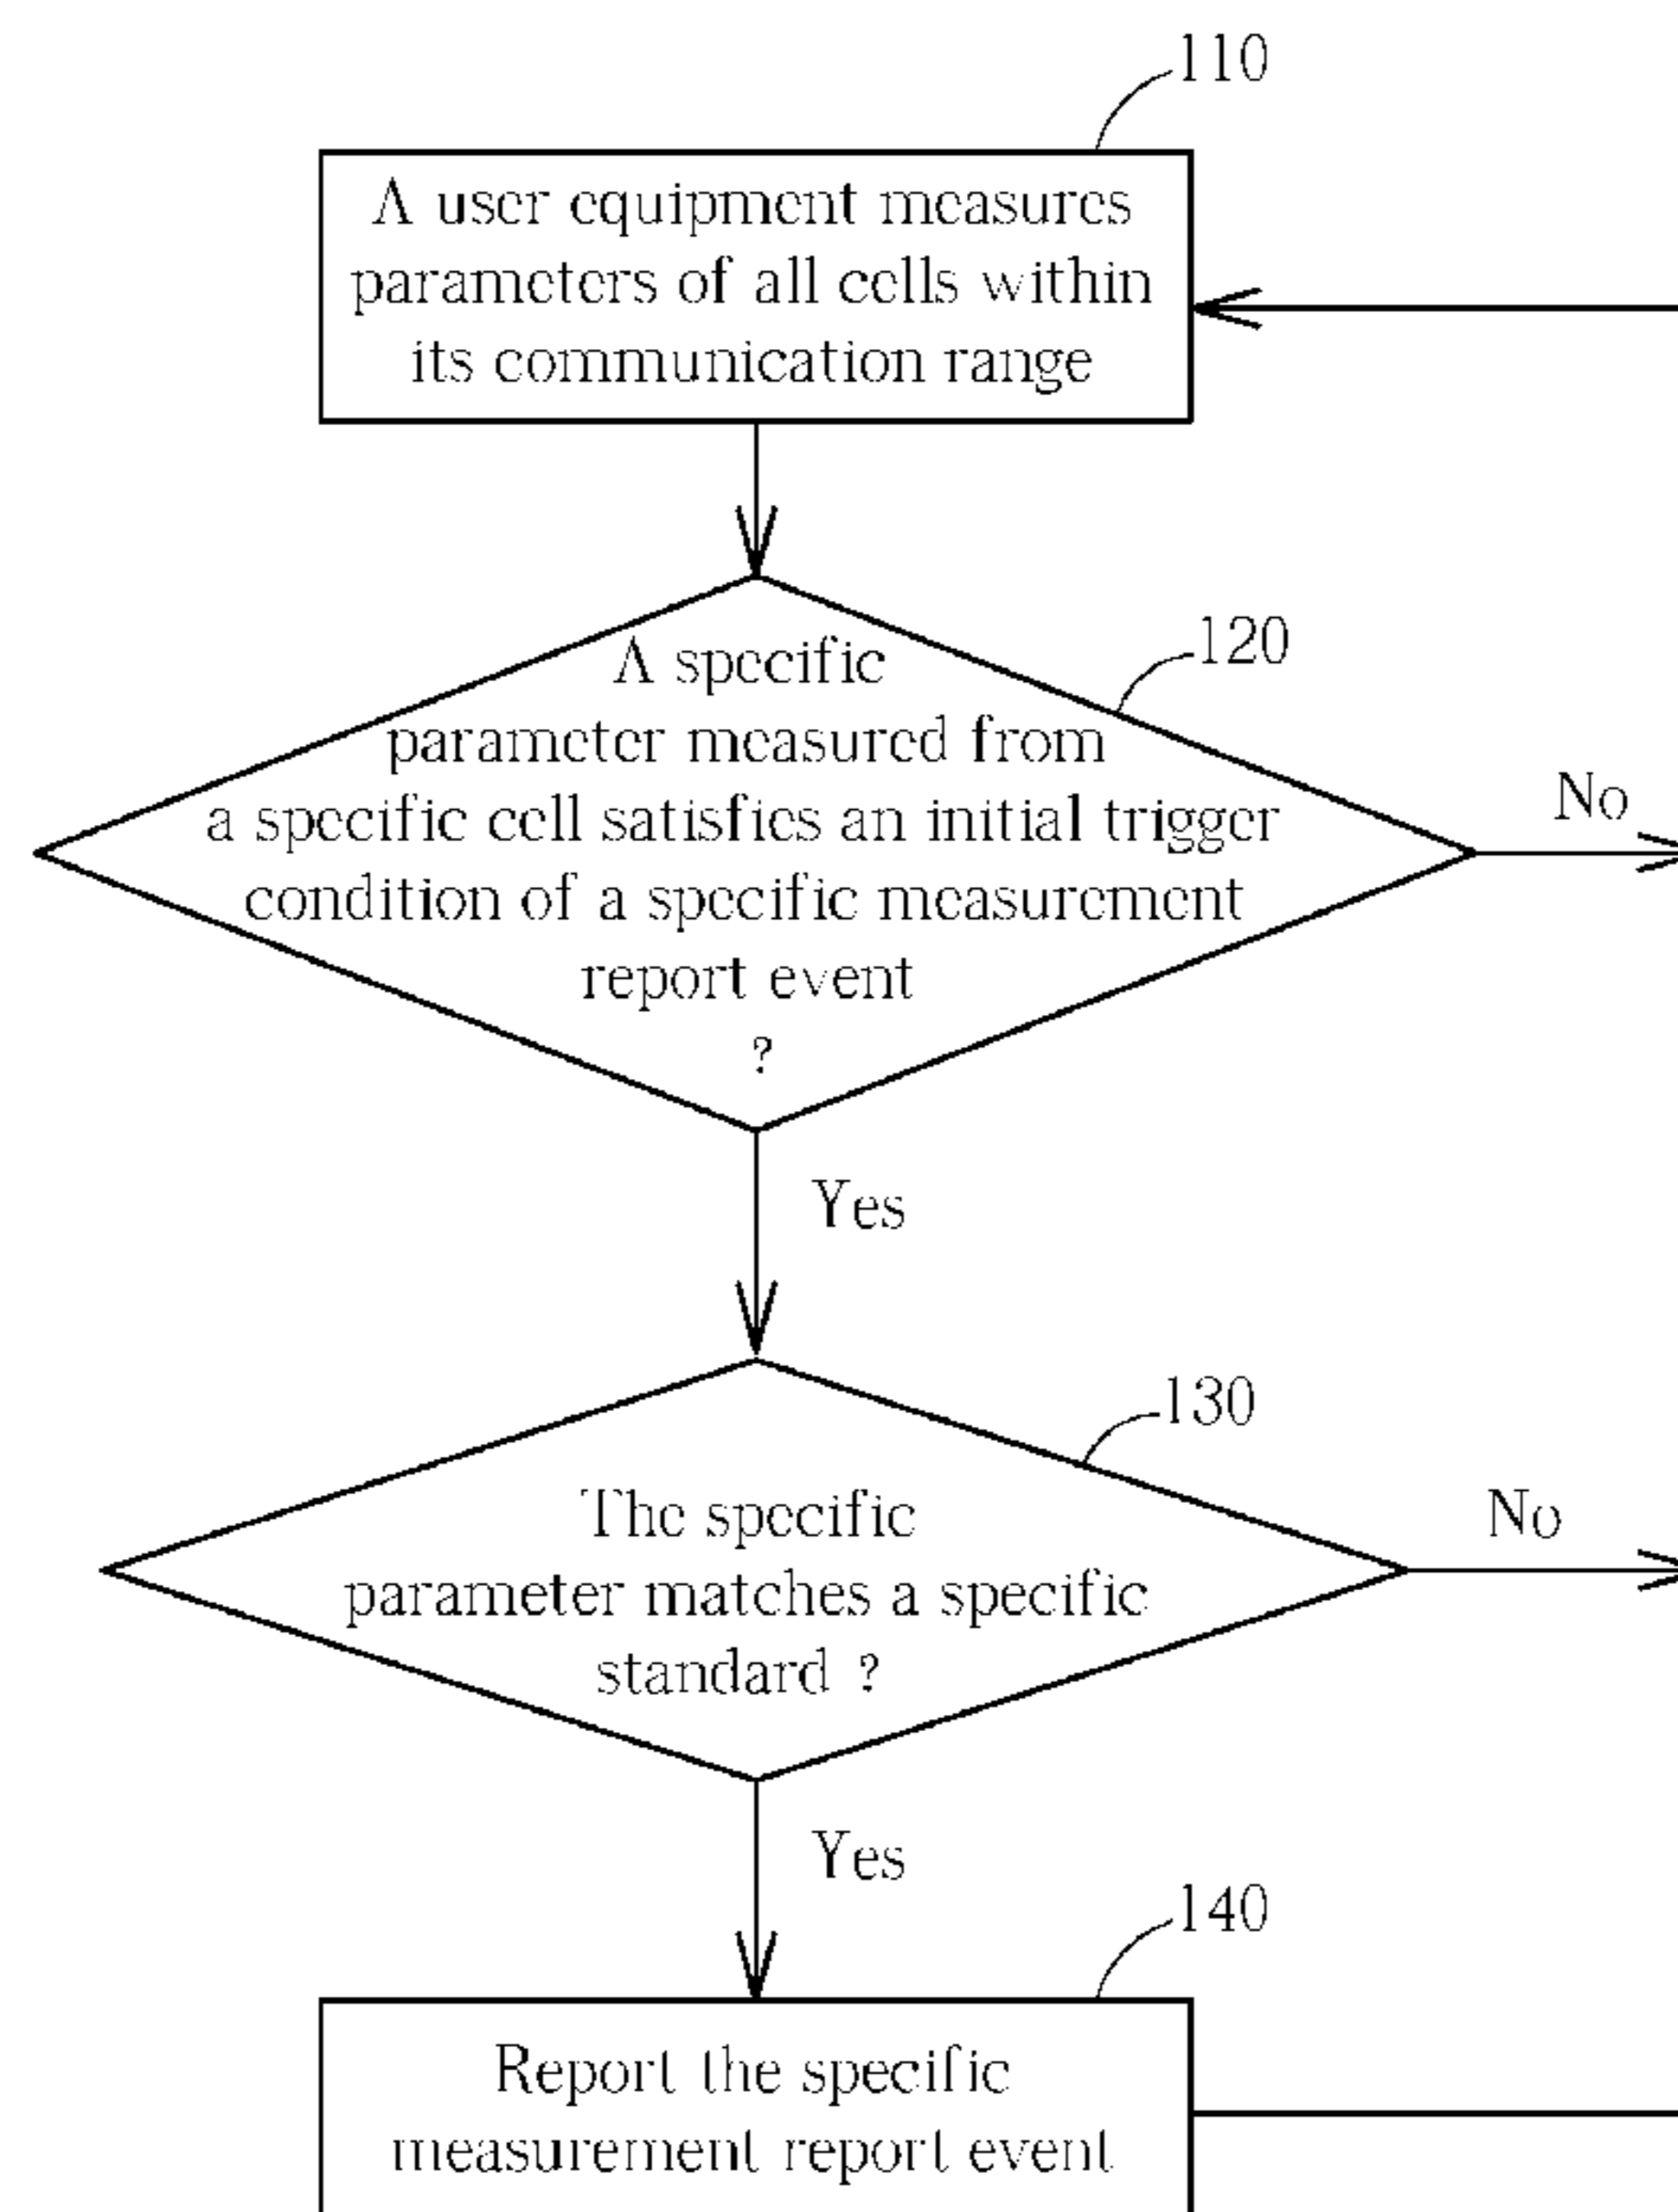 110
A user equipment measures
parameters of all cells within
its communication range
120
A specific
parameter measured from
a specific cell satisfies an initial trigger
condition of a specific measurement
report event
?
No
Yes
130
The specific
parameter matches a specific
standard ?
No
Yes
140
Report the specific
measurement report event